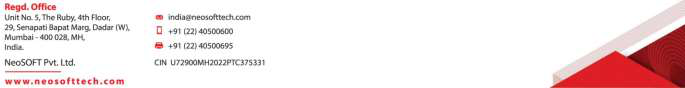 Regd. Office
Unit No. 5, The Ruby, 4th Floor,
29, Senapati Bapat Marg, Dadar (W),
Mumbai - 400 028, MH,
India.
NeoSOFT Pvt. Ltd.
www.neosofttech.com
india@neosofttech.com
+91 (22) 40500600
+91 (22) 40500695
CIN U72900MH2022PTC375331